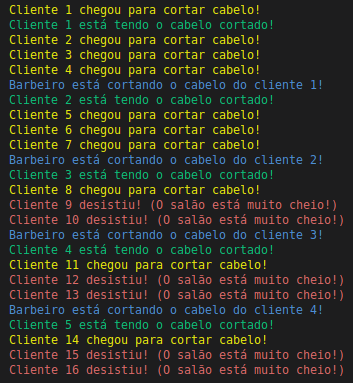 Cliente 1 chegou para cortar cabelo!
Cliente 1 está tendo o cabelo cortado!
Cliente 2 chegou para cortar cabelo!
Cliente 3 chegou para cortar cabelo!
Cliente 4 chegou para cortar cabelo!
Barbeiro está cortando o cabelo do cliente 1!
Cliente 2 está tendo o cabelo cortado!
Cliente 5 chegou para cortar cabelo!
Cliente 6 chegou para cortar cabelo!
Cliente 7 chegou para cortar cabelo!
Barbeiro está cortando o cabelo do cliente 2!
Cliente 3 está tendo o cabelo cortado!
Cliente 8 chegou para cortar cabelo!
Cliente 9 desistiu! (O salão está muito cheio!)
Cliente 10 desistiu! (O salão está muito cheio!)
Barbeiro está cortando o cabelo do cliente 3!
Cliente 4 está tendo o cabelo cortado!
Cliente 11 chegou para cortar cabelo!
Cliente 12 desistiu! (O salão está muito cheio!)
Cliente 13 desistiu! (O salão está muito cheio!)
Barbeiro está cortando o cabelo do cliente 4!
Cliente 5 está tendo o cabelo cortado!
Cliente 14 chegou para cortar cabelo!
Cliente 15 desistiu! (O salão está muito cheio!)
Cliente 16 desistiu! (O salão está muito cheio!)